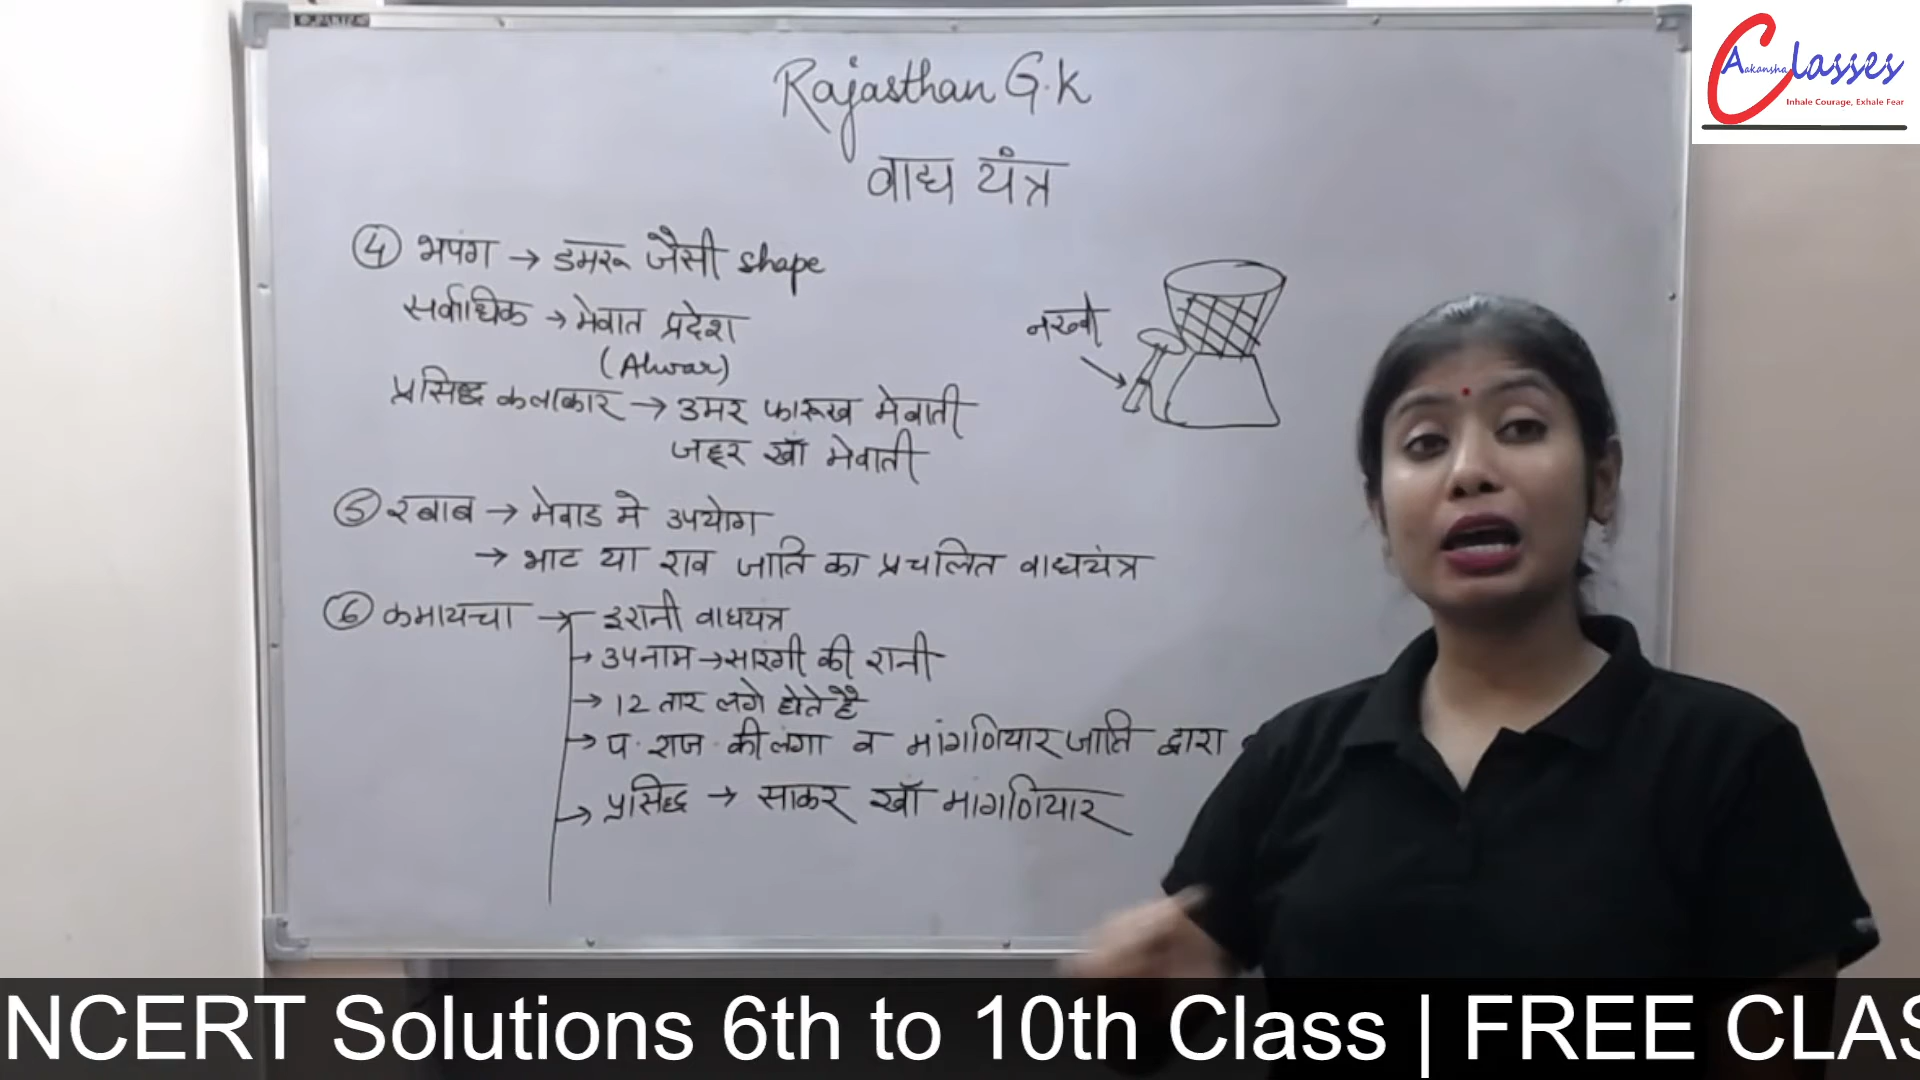 Aakansha Classes
Inhale Courage, Exhale Fear
Rajasthan G.K
वाद्य यंत्र
④ भपंग → डमरू जैसी shape
सर्वाधिक → मेवात प्रदेश
(Alwar)
प्रसिद्ध कलाकार → उमर फारूख मेवाती
जहूर खाँ मेवाती
नखवी
⑤ रबाब → मेवाड मे उपयोग
→ भाट या राव जाति का प्रचलित वाद्ययंत्र
⑥ कमायचा → इरानी वाद्ययंत्र
→ उपनाम → सारंगी की रानी
→ 12 तार लगे होते है
→ प. राज. की लंगा व मांगणियार जाति द्वारा
→ प्रसिद्ध → साकर खाँ मांगणियार
NCERT Solutions 6th to 10th Class | FREE CLAS